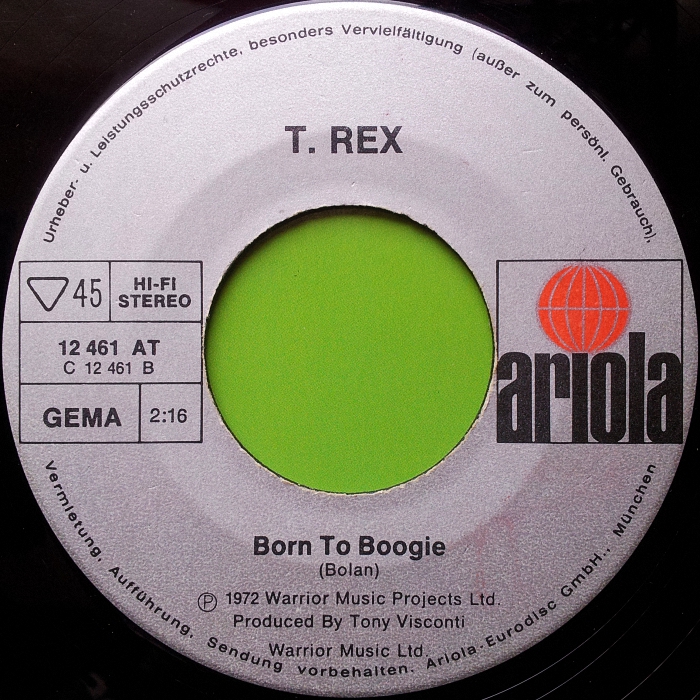 Urheber- u. Leistungsschutzrechte, besonders Vervielfältigung (außer zum persönl. Gebrauch),
T. REX
45
HI-FI
STEREO
12 461 AT
C 12 461 B
GEMA
2:16
ariola
Born To Boogie
(Bolan)
Ⓟ 1972 Warrior Music Projects Ltd.
Produced By Tony Visconti
Warrior Music Ltd
Vermietung, Aufführung, Sendung vorbehalten. Ariola-Eurodisc GmbH., München